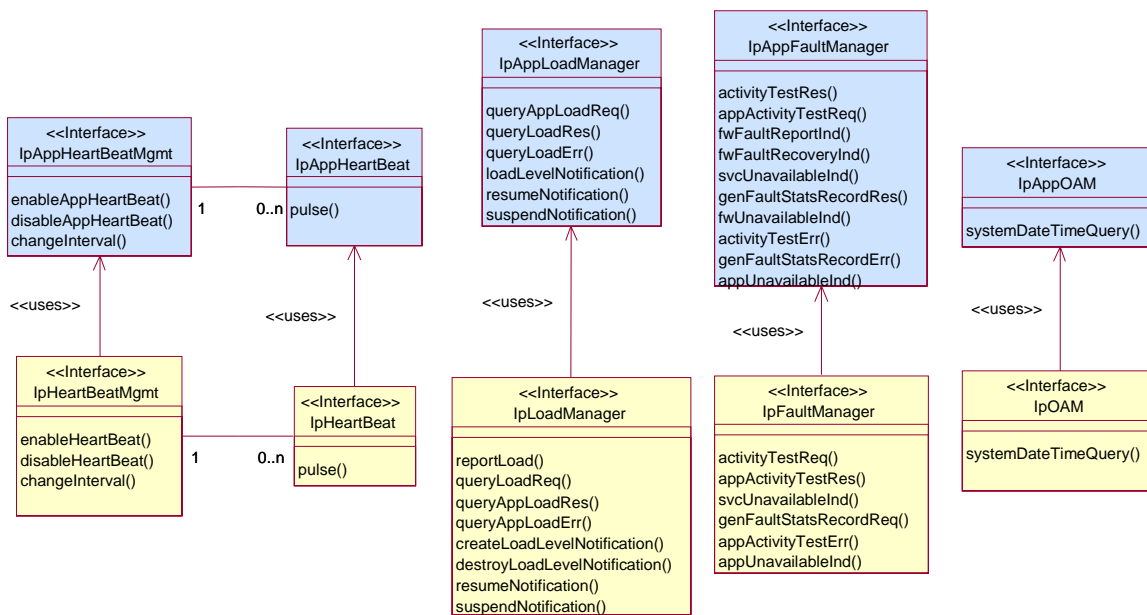 <<Interface>>
IpAppHeartBeatMgmt
enableAppHeartBeat()
disableAppHeartBeat()
changeInterval()
1
0..n
<<Interface>>
IpAppHeartBeat
pulse()
<<Interface>>
IpAppLoadManager
queryAppLoadReq()
queryLoadRes()
queryLoadErr()
loadLevelNotification()
resumeNotification()
suspendNotification()
<<Interface>>
IpAppFaultManager
activityTestRes()
appActivityTestReq()
fwFaultReportInd()
fwFaultRecoveryInd()
svcUnavailableInd()
genFaultStatsRecordRes()
fwUnavailableInd()
activityTestErr()
genFaultStatsRecordErr()
appUnavailableInd()
<<Interface>>
IpAppOAM
systemDateTimeQuery()
<<uses>>
<<uses>>
<<uses>>
<<uses>>
<<uses>>
<<Interface>>
IpHeartBeatMgmt
enableHeartBeat()
disableHeartBeat()
changeInterval()
1
0..n
<<Interface>>
IpHeartBeat
pulse()
<<Interface>>
IpLoadManager
reportLoad()
queryLoadReq()
queryAppLoadRes()
queryAppLoadErr()
createLoadLevelNotification()
destroyLoadLevelNotification()
resumeNotification()
suspendNotification()
<<Interface>>
IpFaultManager
activityTestReq()
appActivityTestRes()
svcUnavailableInd()
genFaultStatsRecordReq()
appActivityTestErr()
appUnavailableInd()
<<Interface>>
IpOAM
systemDateTimeQuery()